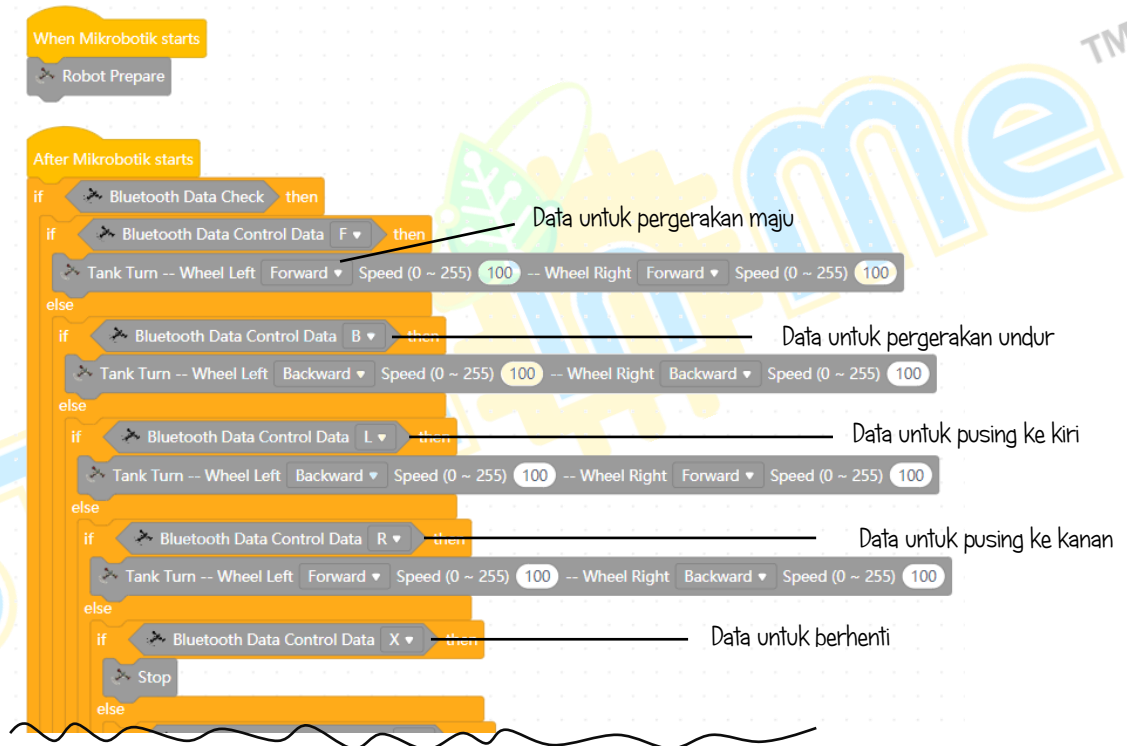 TM
in-me
When Mikrobotik starts
Robot Prepare
After Mikrobotik starts
if Bluetooth Data Check then
Data untuk pergerakan maju
if Bluetooth Data Control Data F then
Tank Turn -- Wheel Left Forward Speed (0 ~ 255) 100 -- Wheel Right Forward Speed (0 ~ 255) 100
else
if Bluetooth Data Control Data B then
Data untuk pergerakan undur
Tank Turn -- Wheel Left Backward Speed (0 ~ 255) 100 -- Wheel Right Backward Speed (0 ~ 255) 100
else
if Bluetooth Data Control Data L then
Data untuk pusing ke kiri
Tank Turn -- Wheel Left Backward Speed (0 ~ 255) 100 -- Wheel Right Forward Speed (0 ~ 255) 100
else
if Bluetooth Data Control Data R then
Data untuk pusing ke kanan
Tank Turn -- Wheel Left Forward Speed (0 ~ 255) 100 -- Wheel Right Backward Speed (0 ~ 255) 100
else
if Bluetooth Data Control Data X then
Data untuk berhenti
Stop
else